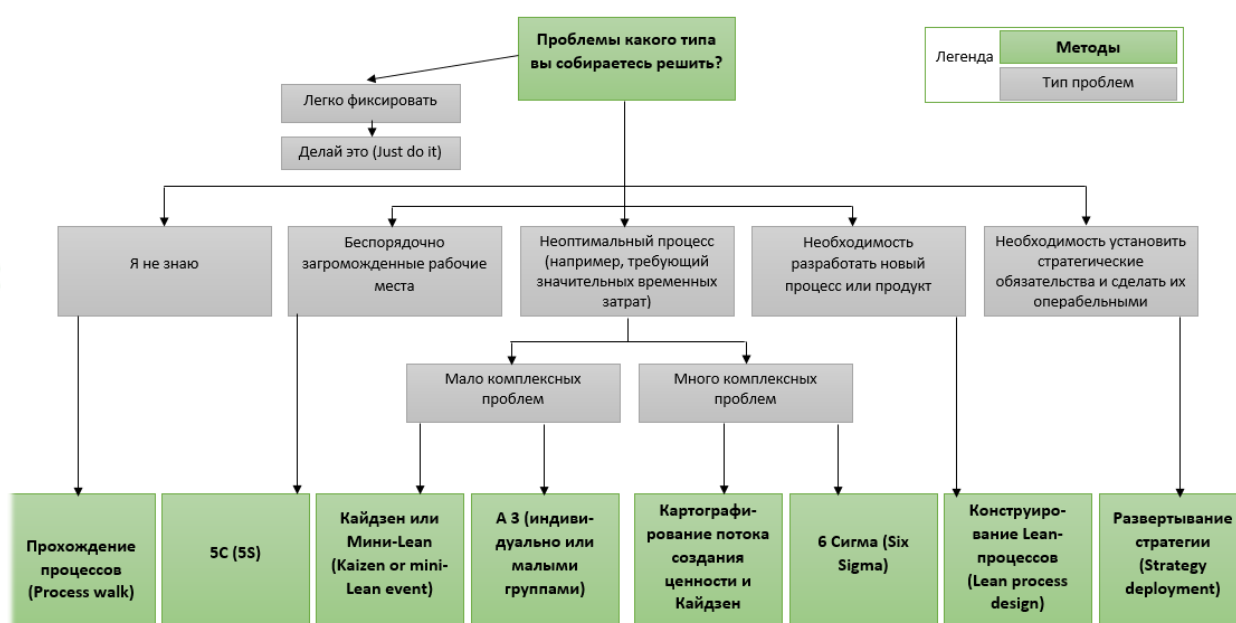 Проблемы какого типа
вы собираетесь решить?
Легенда
Методы
Тип проблем
Легко фиксировать
Делай это (Just do it)
Я не знаю
Беспорядочно
загроможденные рабочие
места
Неоптимальный процесс
(например, требующий
значительных временных
затрат)
Необходимость
разработать новый
процесс или продукт
Необходимость установить
стратегические
обязательства и сделать их
операбельными
Мало комплексных
проблем
Много комплексных
проблем
Прохождение
процессов
(Process walk)
5С (5S)
Кайдзен или
Мини-Lean
(Kaizen or mini-
Lean event)
А 3 (индиви-
дуально или
малыми
группами)
Картографи-
рование потока
создания
ценности и
Кайдзен
6 Сигма (Six
Sigma)
Конструиро-
вание Lean-
процессов
(Lean process
design)
Развертывание
стратегии
(Strategy
deployment)